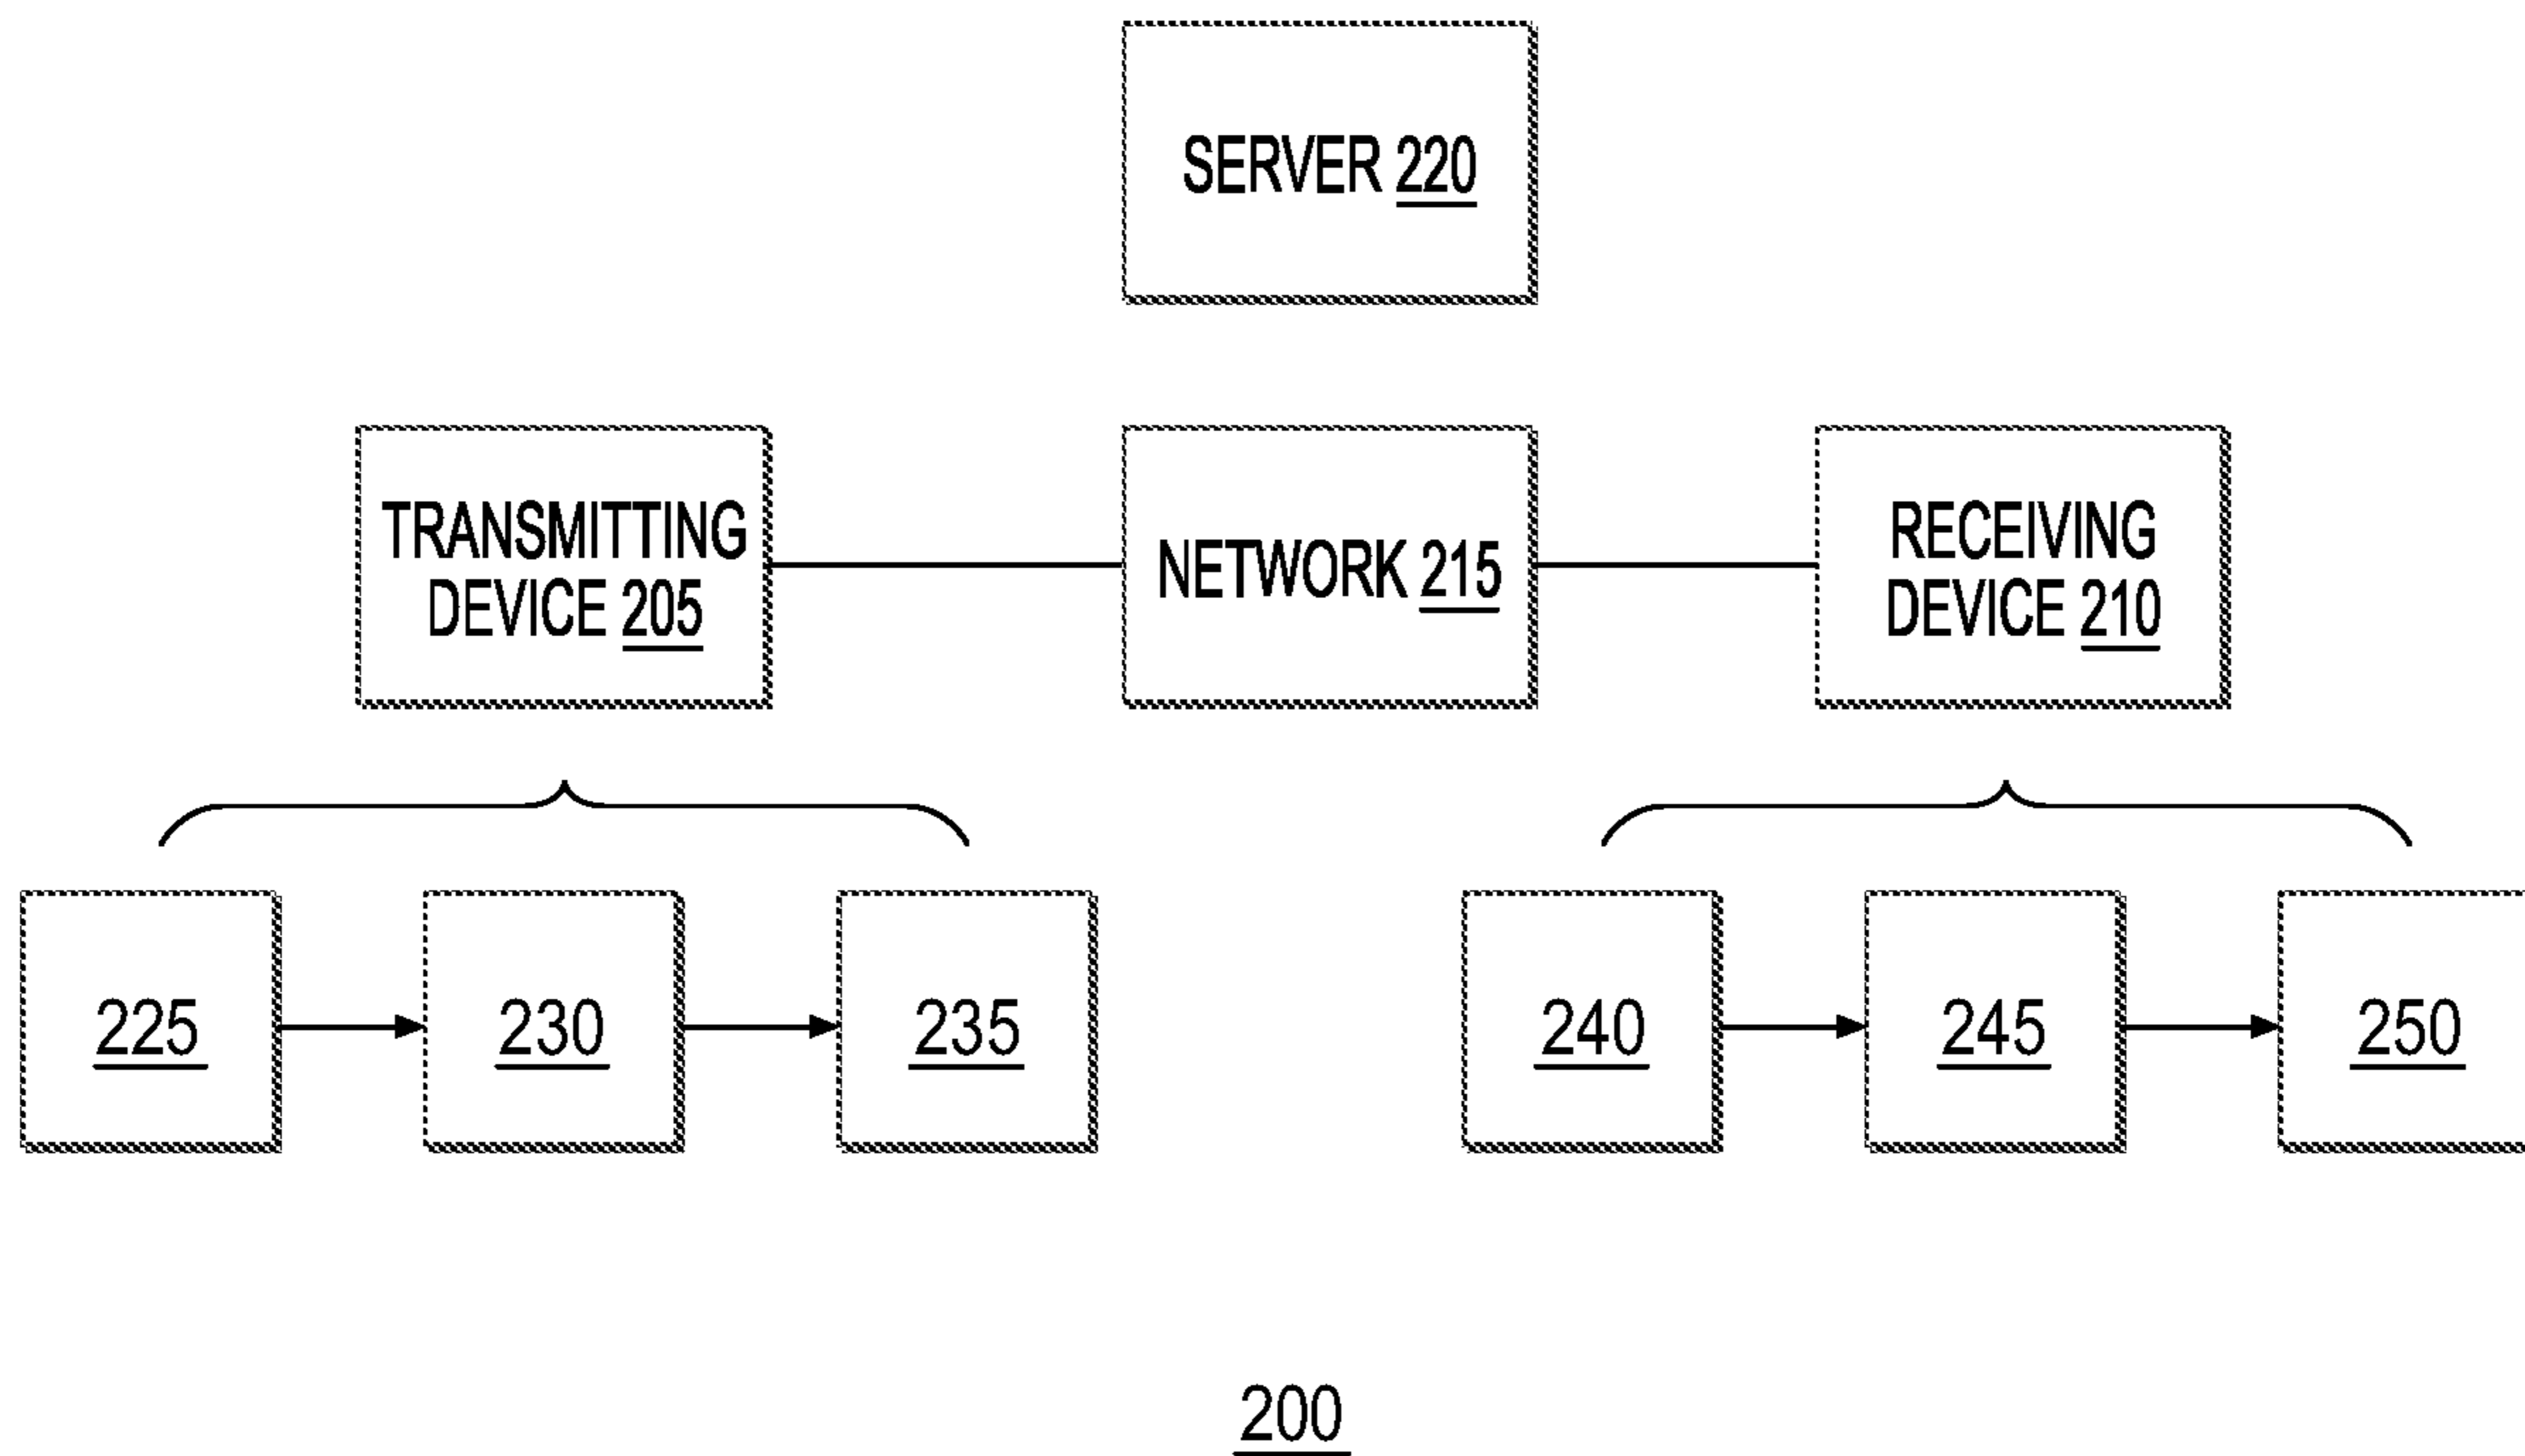 SERVER 220
TRANSMITTING
DEVICE 205
NETWORK 215
RECEIVING
DEVICE 210
225
230
235
240
245
250
200